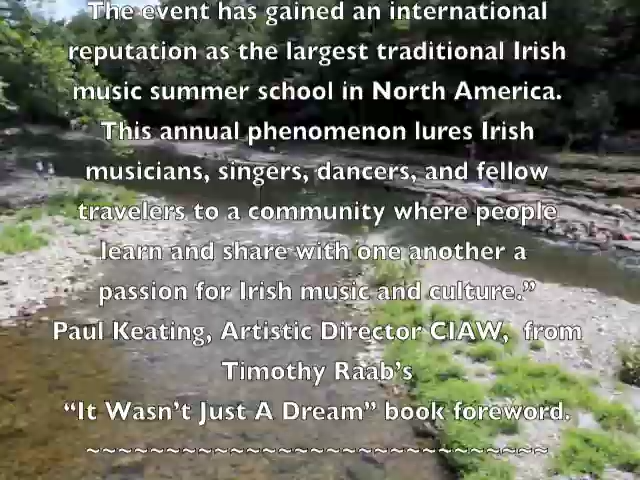 The event has gained an international
reputation as the largest traditional Irish
music summer school in North America.
This annual phenomenon lures Irish
musicians, singers, dancers, and fellow
travelers to a community where people
learn and share with one another a
passion for Irish music and culture.”
Paul Keating, Artistic Director CIAW, from
Timothy Raab’s
“It Wasn’t Just A Dream” book foreword.
~~~~~~~~~~~~~~~~~~~~~~~~~~~~~